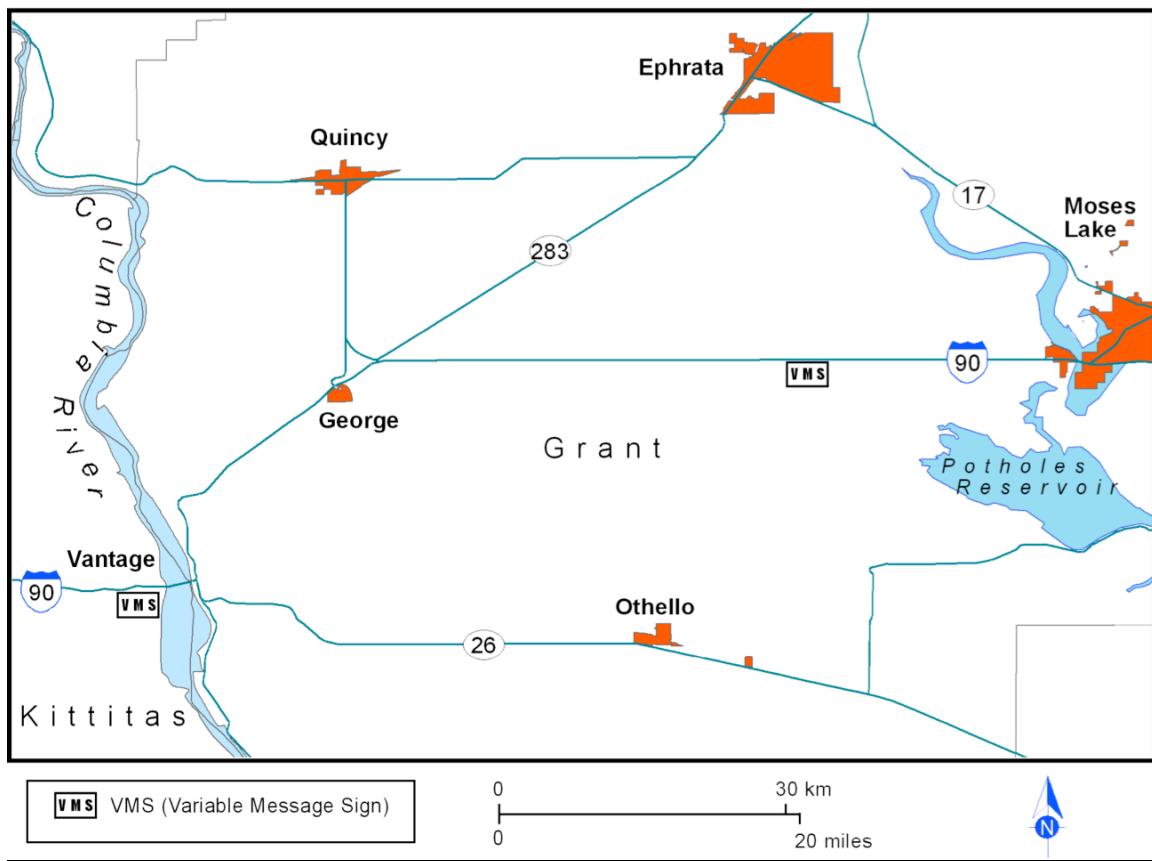 Ephrata
Quincy
17
Moses
Lake
Columbia
River
283
90
VMS
George
Grant
Potholes
Reservoir
Vantage
90
VMS
Othello
26
Kittitas
VMS VMS (Variable Message Sign)
0 30 km
0 20 miles
N